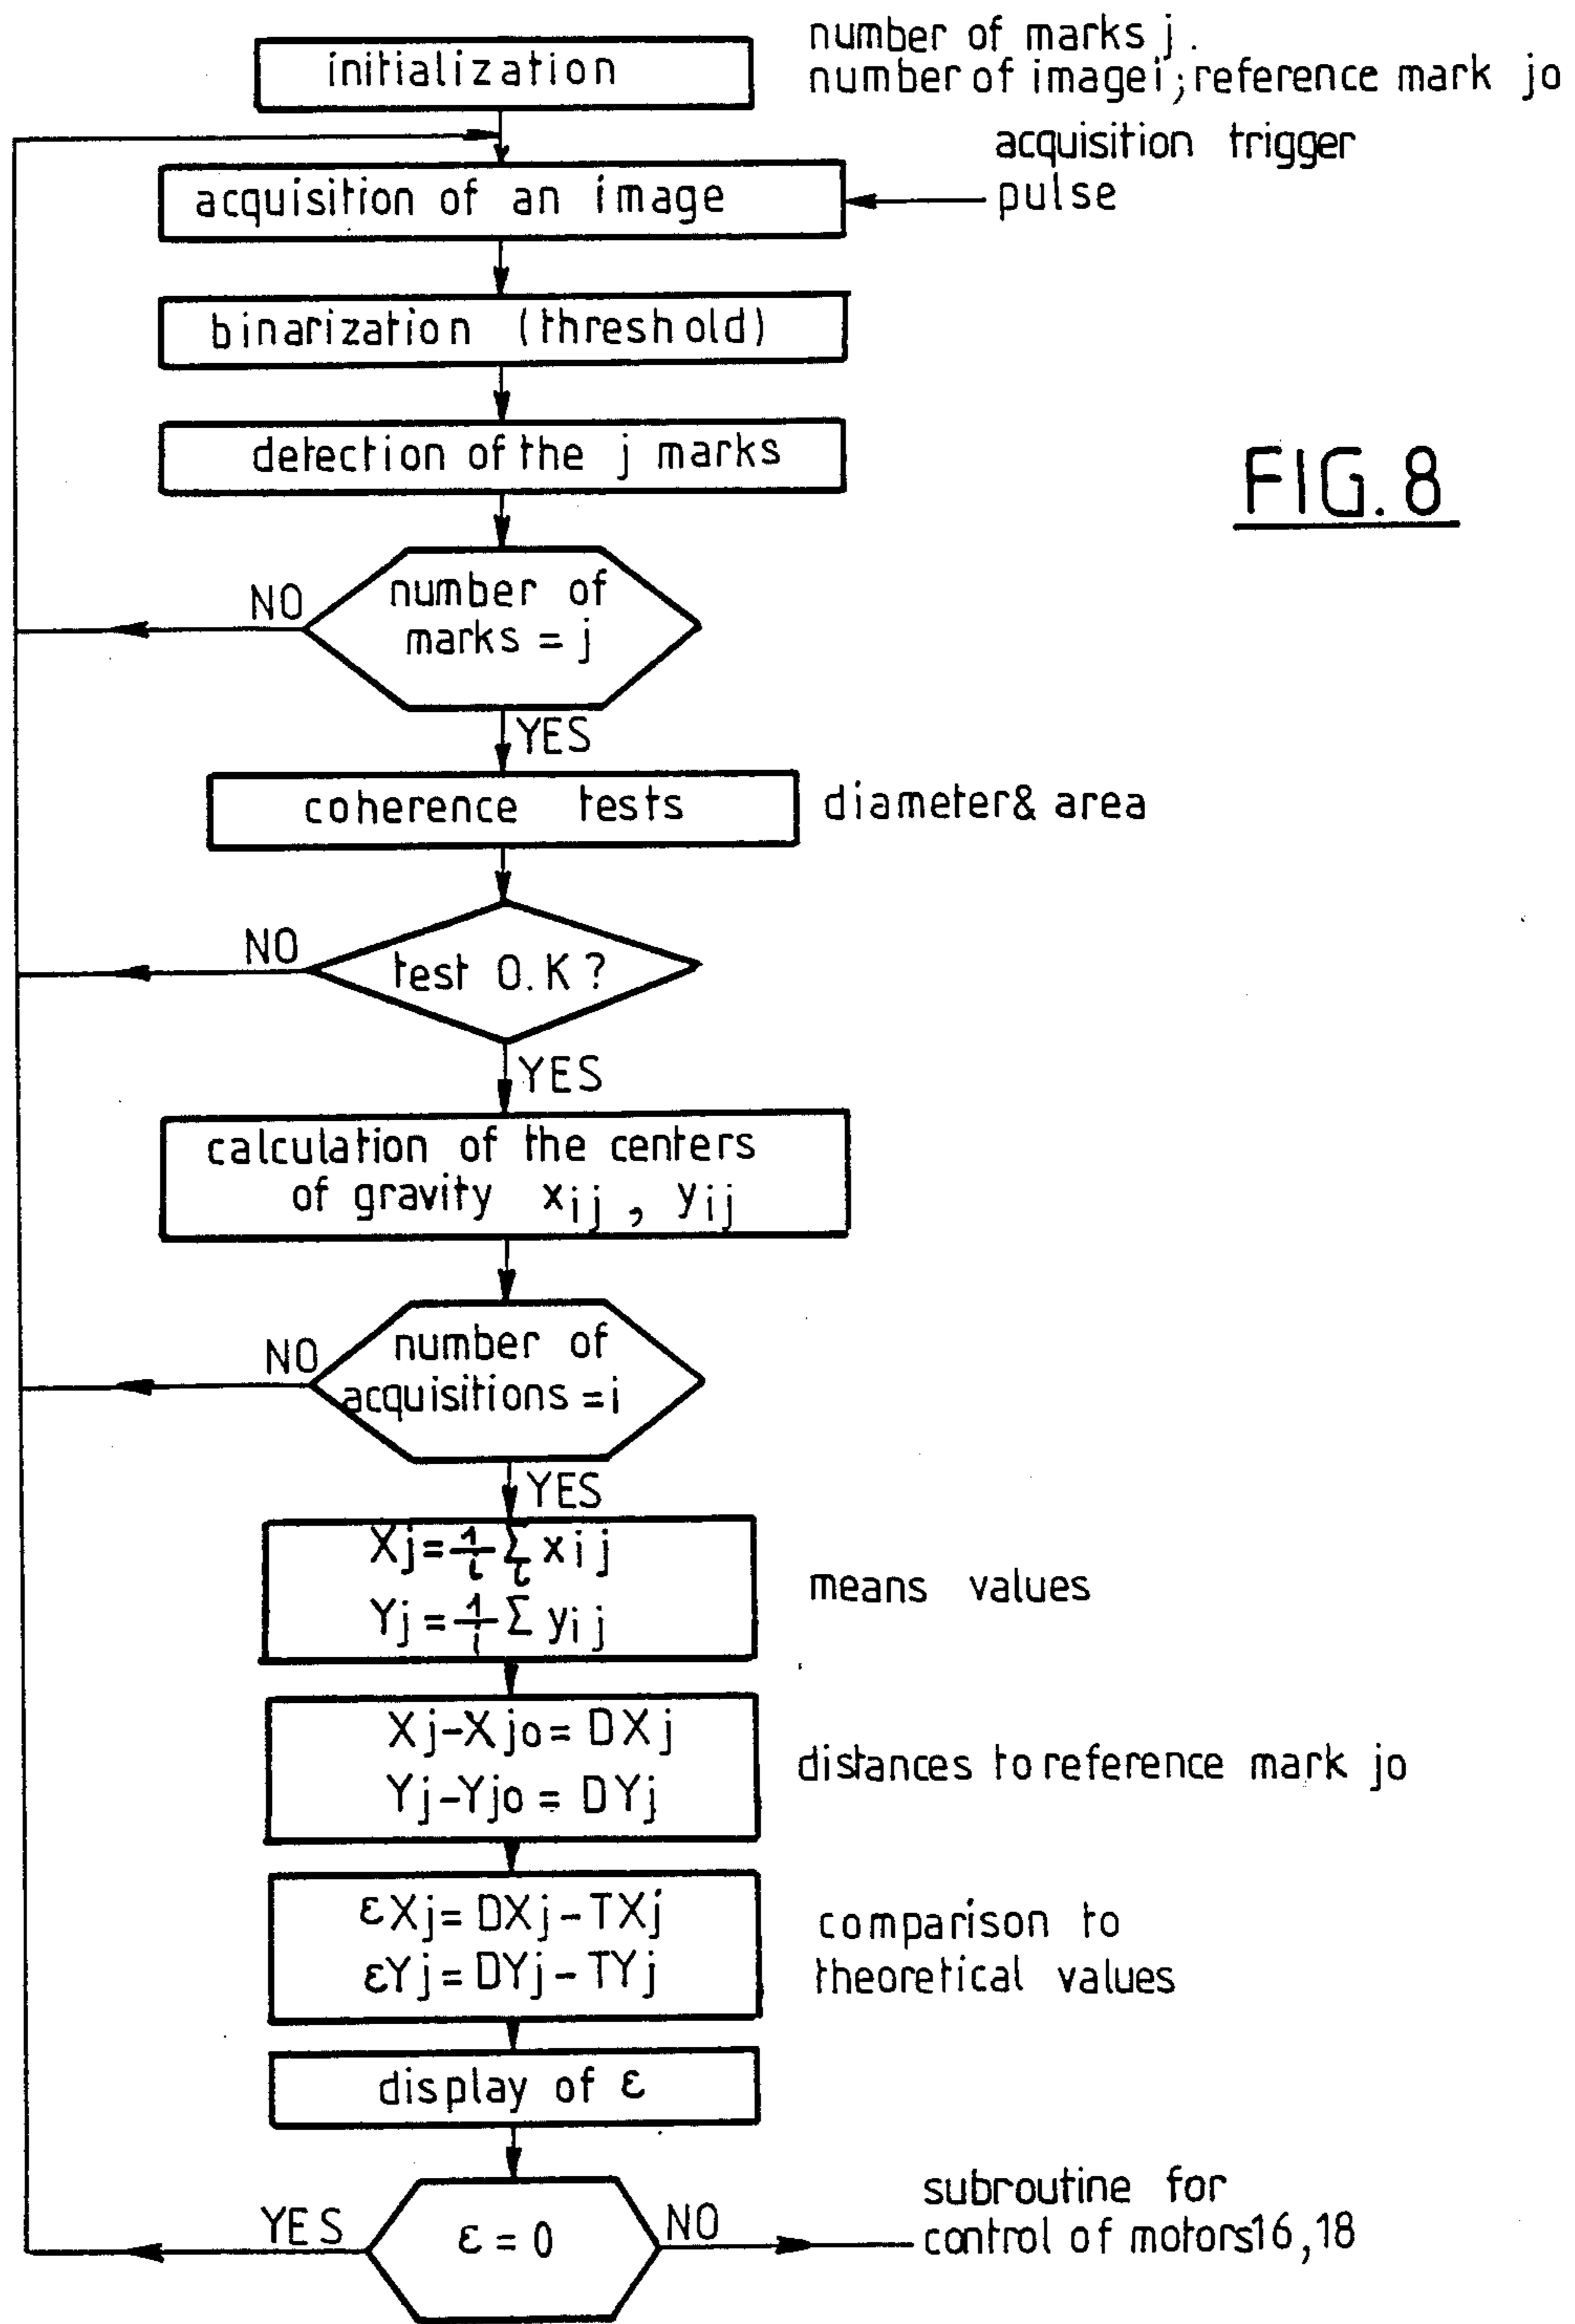 initialization
number of marks j.
number of image i; reference mark jo
acquisition trigger
pulse
acquisition of an image
binarization (threshold)
detection of the j marks
FIG. 8
number of
marks = j
NO
YES
coherence tests
diameter & area
test O.K?
NO
YES
calculation of the centers
of gravity xij , yij
number of
acquisitions = i
NO
YES
Xj = 1/i Σi xij
Yj = 1/i Σ yij
means values
Xj-Xjo = DXj
Yj-Yjo = DYj
distances to reference mark jo
εXj = DXj-TXj
εYj = DYj-TYj
comparison to
theoretical values
display of ε
ε = 0
YES
NO
subroutine for
control of motors 16,18